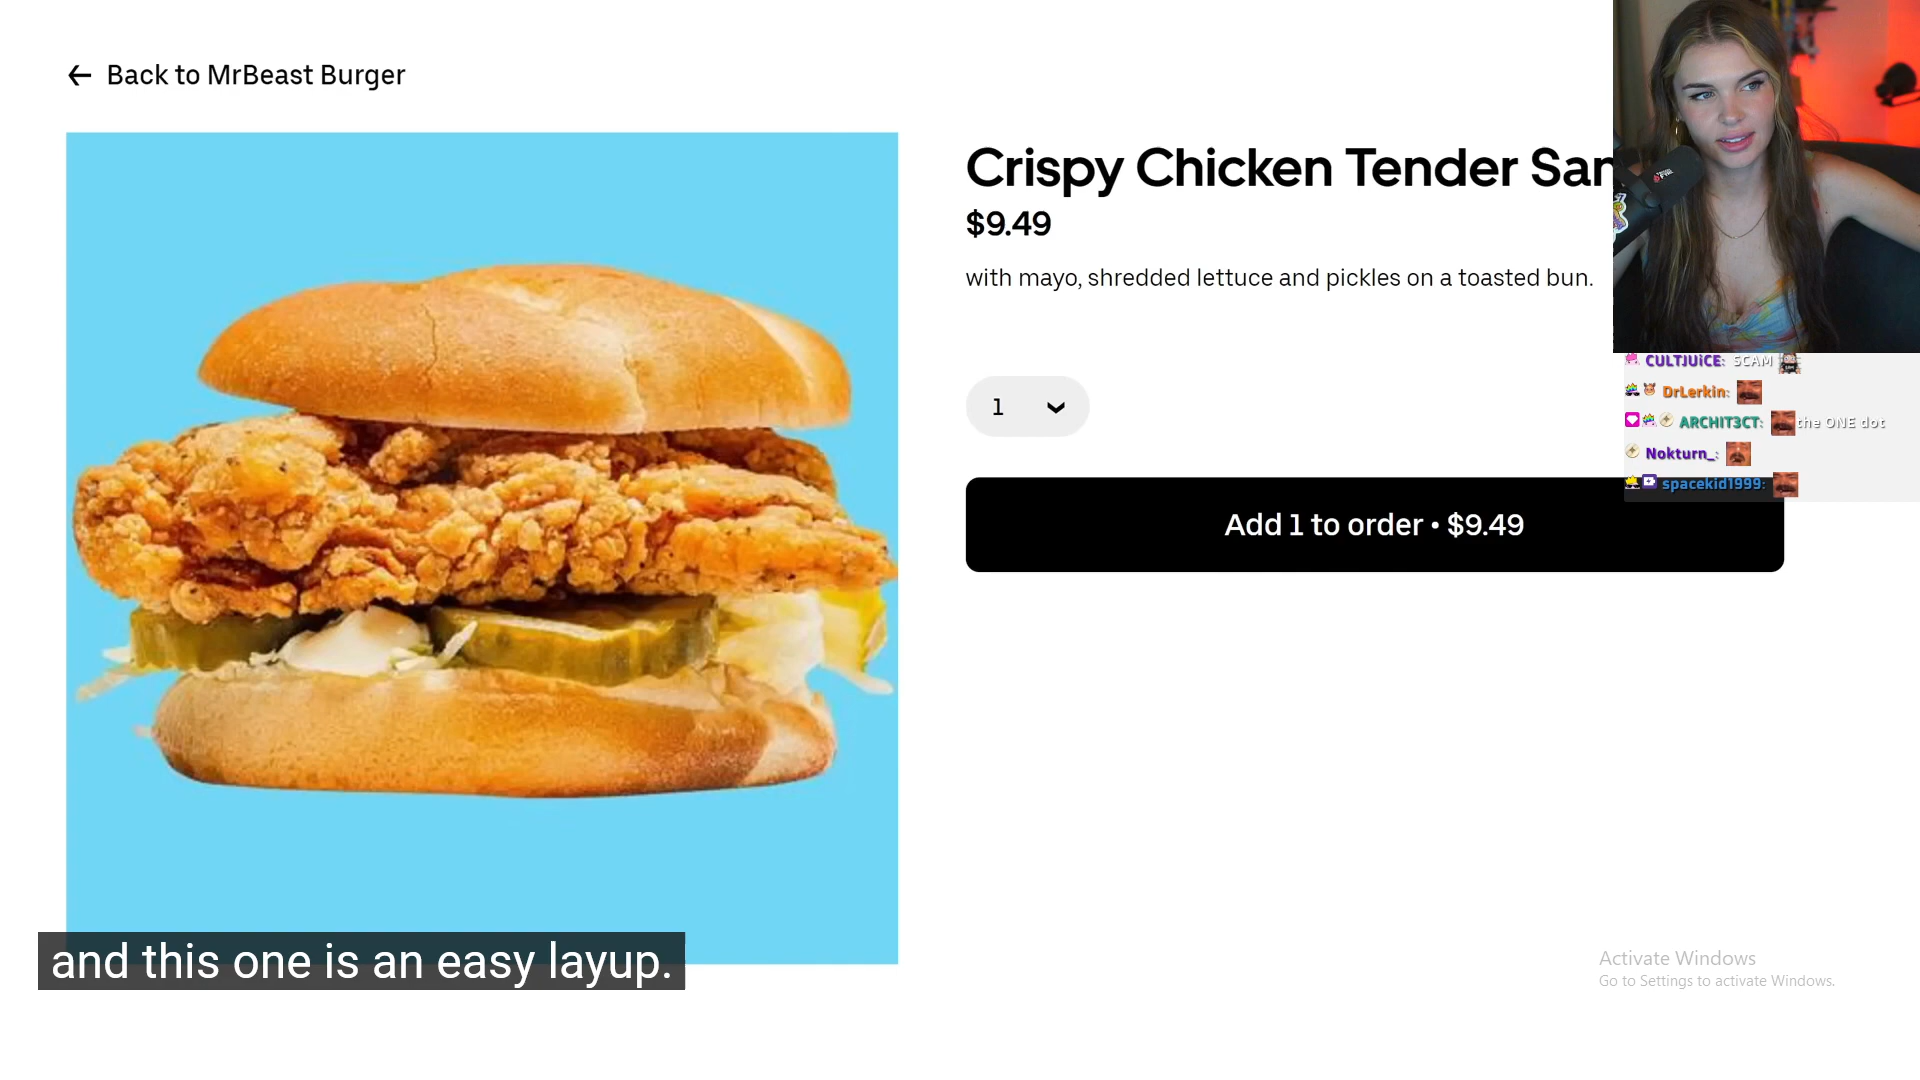 Back to MrBeast Burger
Crispy Chicken Tender San
$9.49
with mayo, shredded lettuce and pickles on a toasted bun.
1
Add 1 to order • $9.49
CULTJUiCE: SCAM
DrLerkin:
ARCHIT3CT: the ONE dot
Nokturn_:
spacekid1999:
and this one is an easy layup.
Activate Windows
Go to Settings to activate Windows.